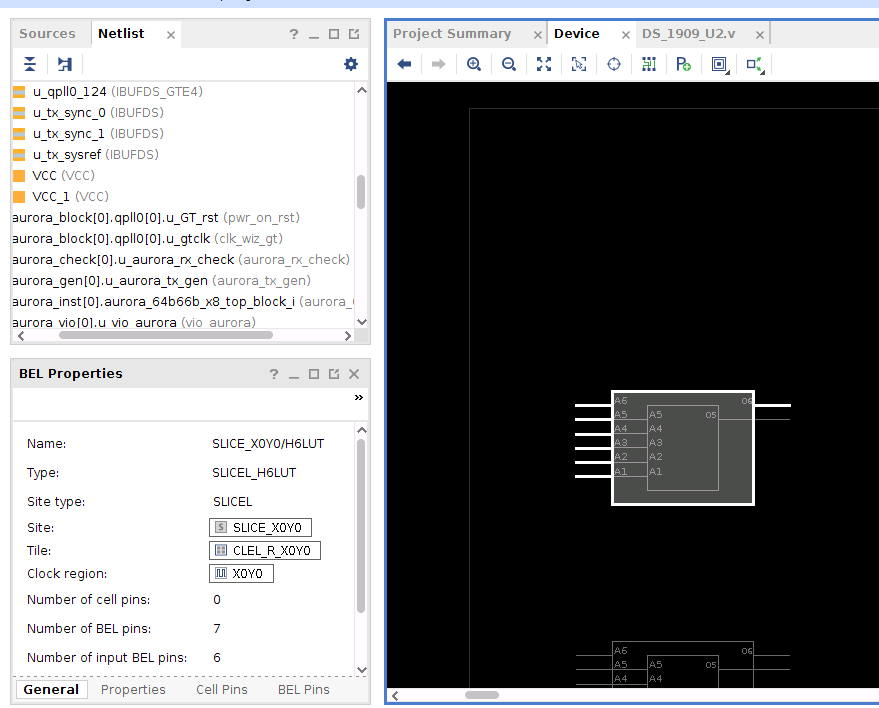 Sources
Netlist
u_qpll0_124 (IBUFDS_GTE4)
u_tx_sync_0 (IBUFDS)
u_tx_sync_1 (IBUFDS)
u_tx_sysref (IBUFDS)
VCC (VCC)
VCC_1 (VCC)
aurora_block[0].qpll0[0].u_GT_rst (pwr_on_rst)
aurora_block[0].qpll0[0].u_gtclk (clk_wiz_gt)
aurora_check[0].u_aurora_rx_check (aurora_rx_check)
aurora_gen[0].u_aurora_tx_gen (aurora_tx_gen)
aurora_inst[0].aurora_64b66b_x8_top_block_i (aurora_
aurora_vio[0].u_vio_aurora (vio_aurora)
BEL Properties
Name: SLICE_X0Y0/H6LUT
Type: SLICEL_H6LUT
Site type: SLICEL
Site: S SLICE_X0Y0
Tile: CLEL_R_X0Y0
Clock region: X0Y0
Number of cell pins: 0
Number of BEL pins: 7
Number of input BEL pins: 6
General Properties Cell Pins BEL Pins
Project Summary
Device
DS_1909_U2.v
A6 O6
A5 A5 O5
A4 A4
A3 A3
A2 A2
A1 A1
A6 O6
A5 A5 O5
A4 A4